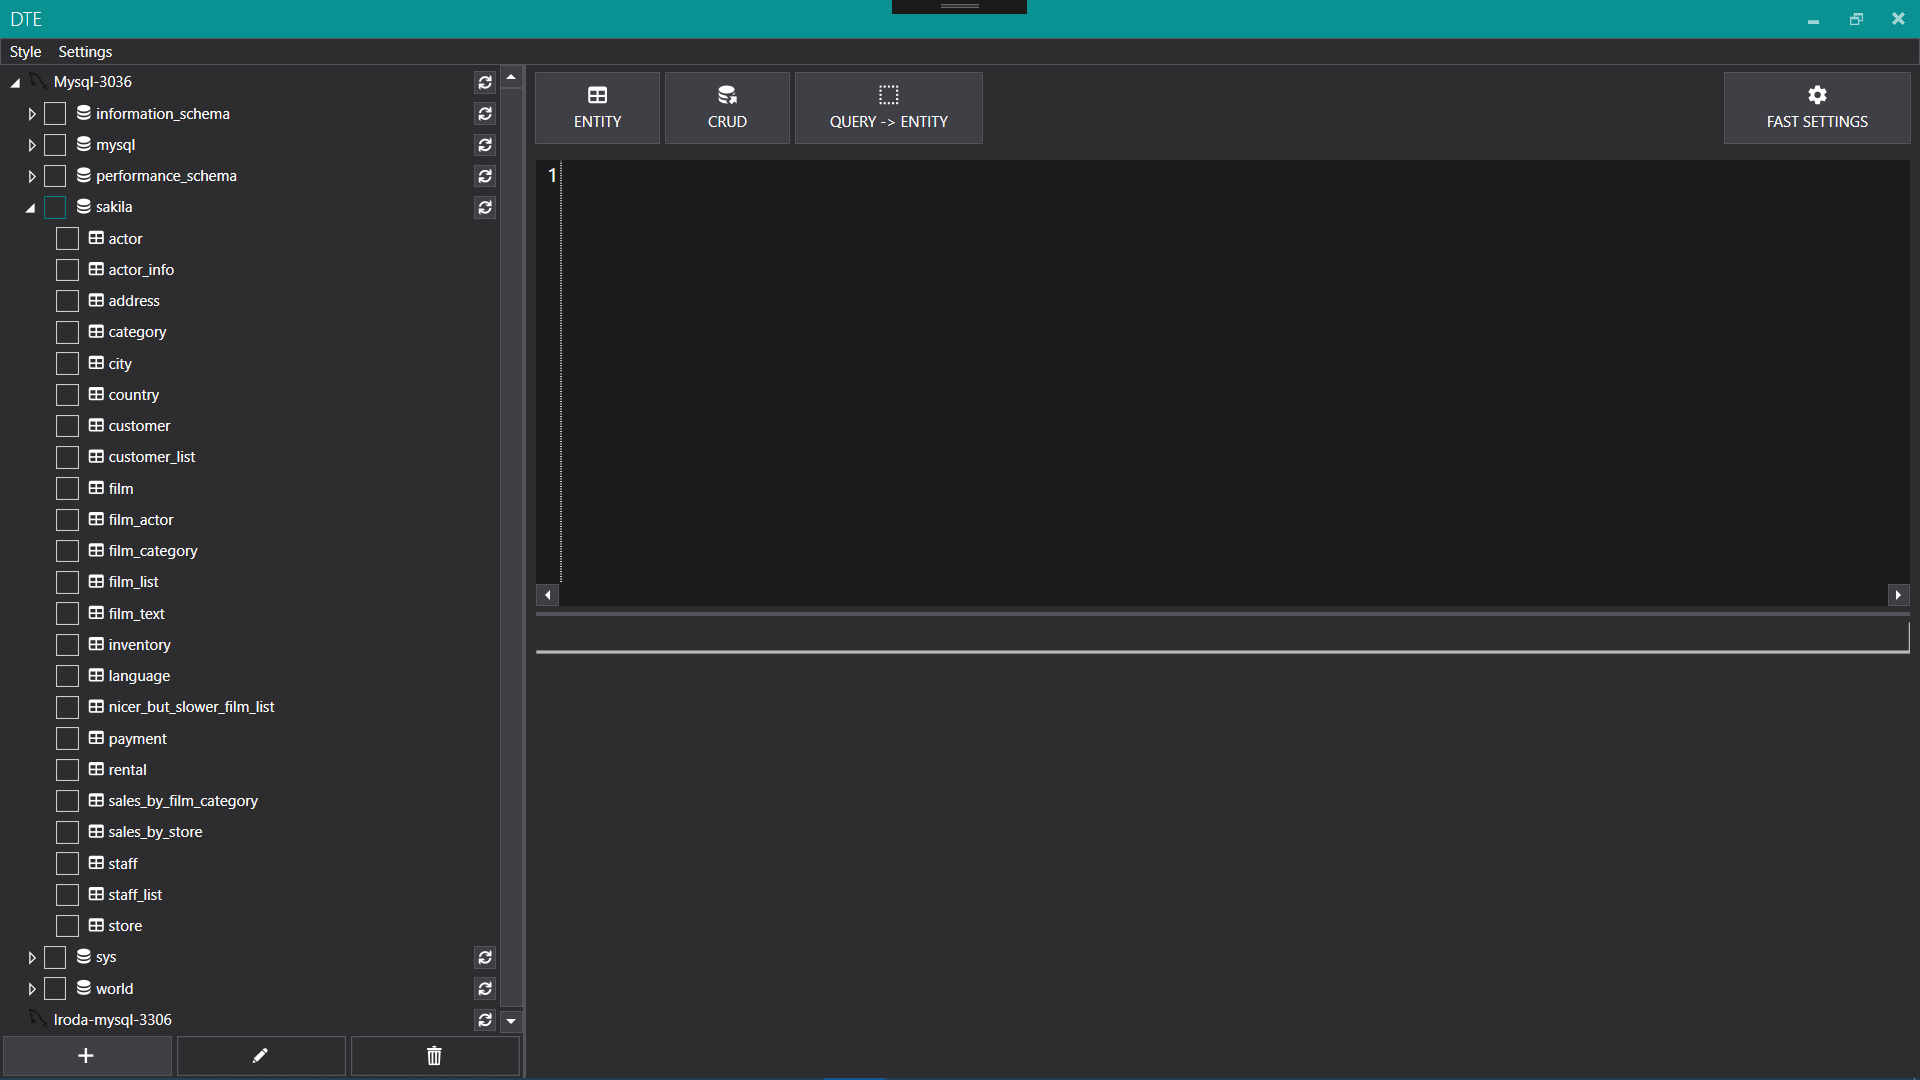 DTE
Style Settings
Mysql-3036
information_schema
mysql
performance_schema
sakila
actor
actor_info
address
category
city
country
customer
customer_list
film
film_actor
film_category
film_list
film_text
inventory
language
nicer_but_slower_film_list
payment
rental
sales_by_film_category
sales_by_store
staff
staff_list
store
sys
world
Iroda-mysql-3306
ENTITY
CRUD
QUERY -> ENTITY
FAST SETTINGS
1